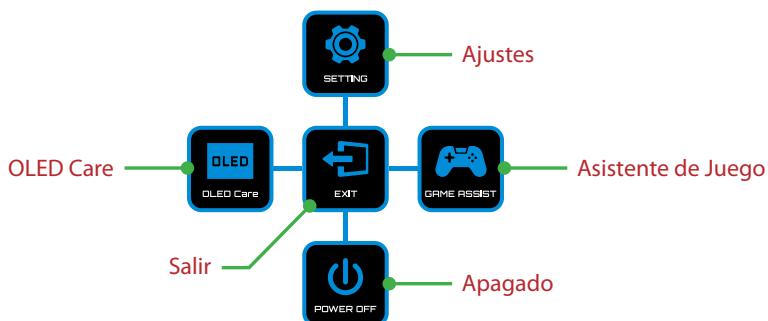 Ajustes
SETTING
OLED Care
OLED
OLED Care
EXIT
GAME ASSIST
Asistente de Juego
Salir
POWER OFF
Apagado